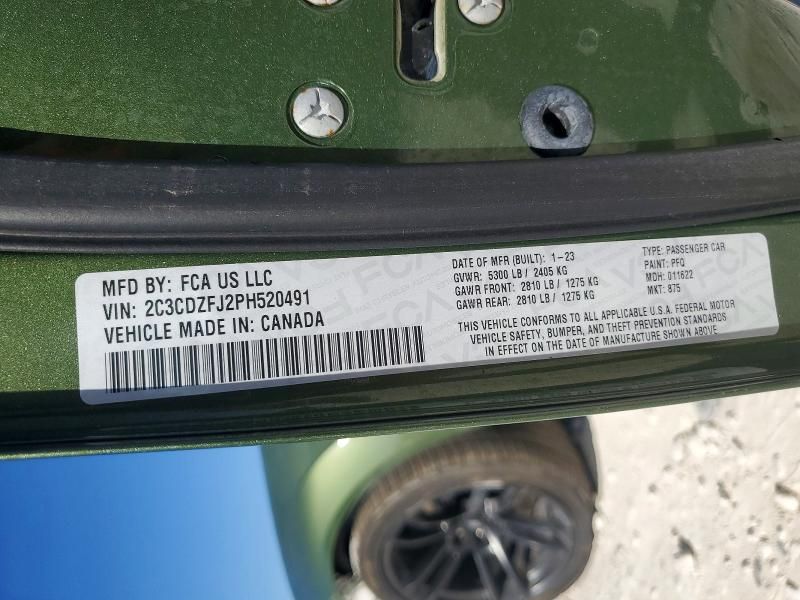 MFD BY: FCA US LLC
VIN: 2C3CDZFJ2PH520491
VEHICLE MADE IN: CANADA
DATE OF MFR (BUILT): 1-23
GVWR: 5300 LB / 2405 KG
GAWR FRONT: 2810 LB / 1275 KG
GAWR REAR: 2810 LB / 1275 KG
TYPE: PASSENGER CAR
PAINT: PFQ
MDH: 011622
MKT: 875
THIS VEHICLE CONFORMS TO ALL APPLICABLE U.S.A. FEDERAL MOTOR
VEHICLE SAFETY, BUMPER, AND THEFT PREVENTION STANDARDS
IN EFFECT ON THE DATE OF MANUFACTURE SHOWN ABOVE